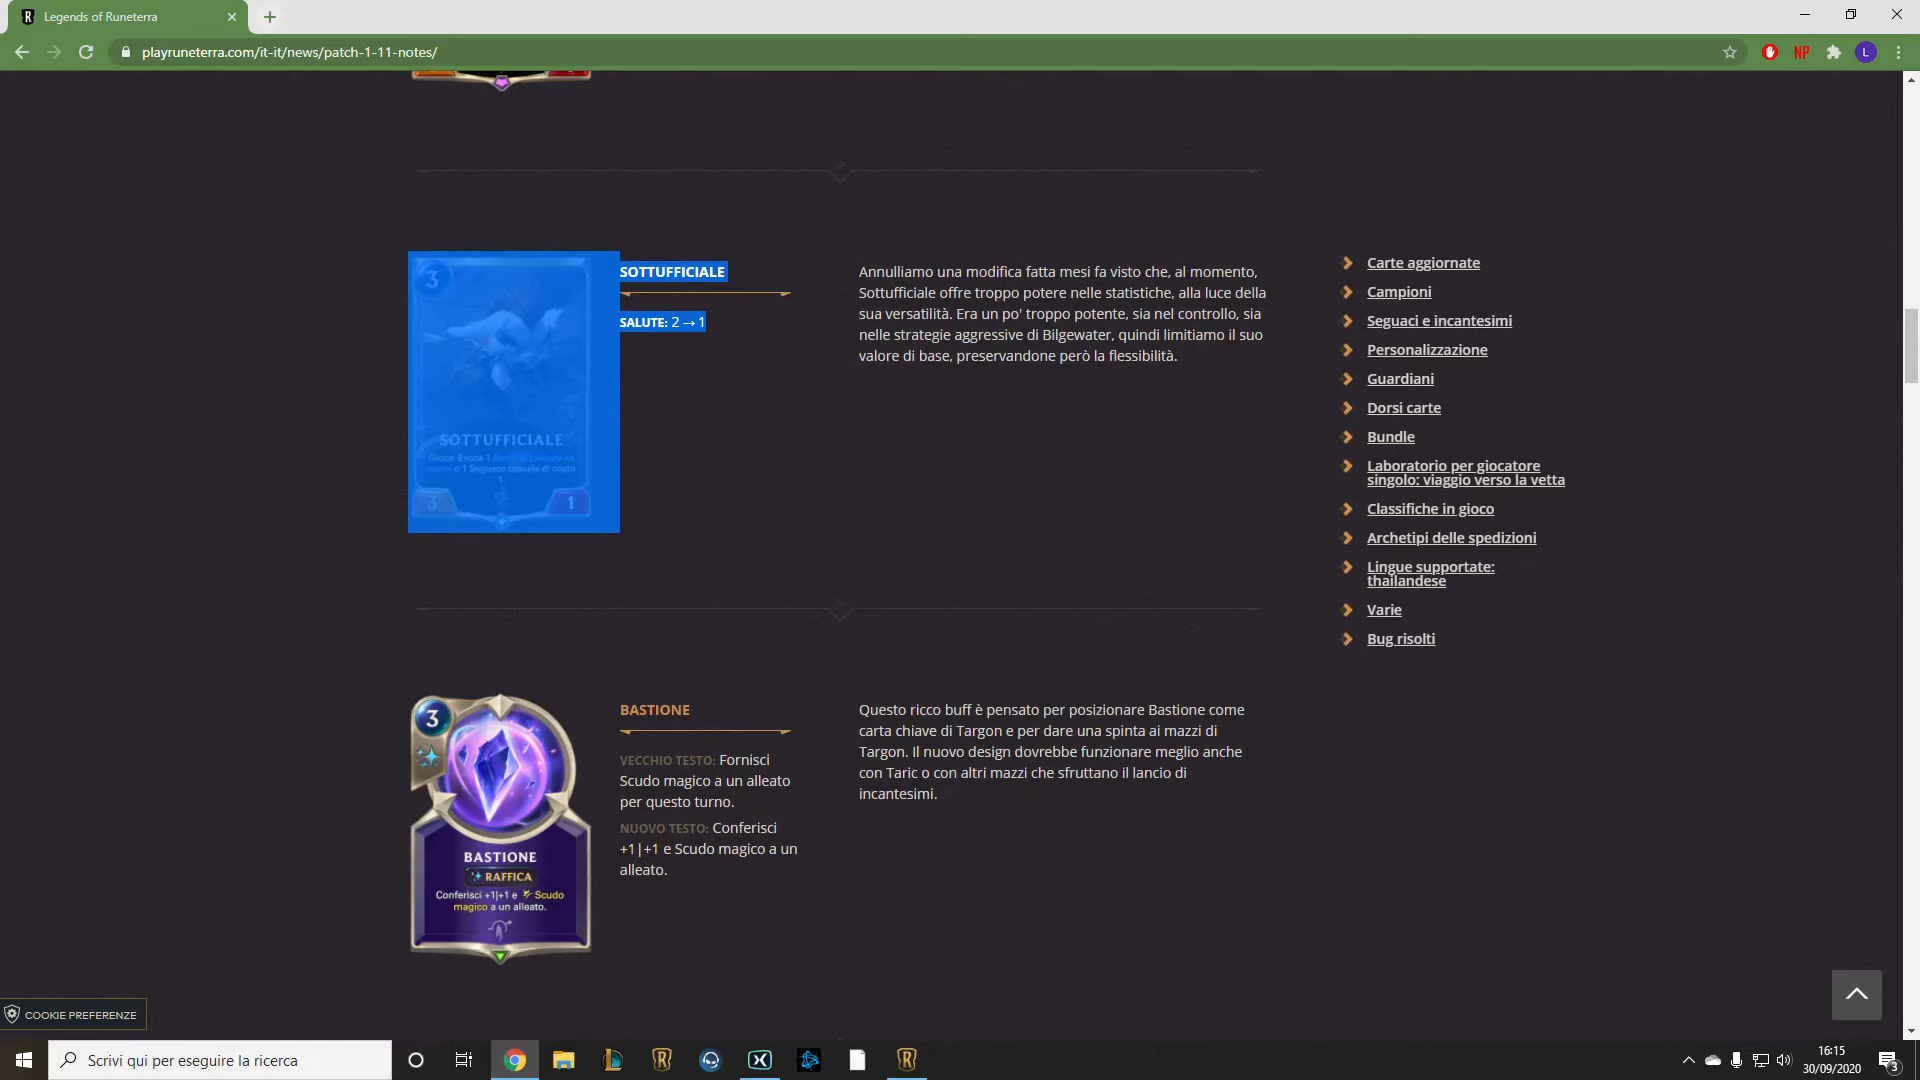 Legends of Runeterra
playruneterra.com/it-it/news/patch-1-11-notes/
NP
L
3
SOTTUFFICIALE
SALUTE: 2→1
SOTTUFFICIALE
3
1
Annulliamo una modifica fatta mesi fa visto che, al momento,
Sottufficiale offre troppo potere nelle statistiche, alla luce della
sua versatilità. Era un po' troppo potente, sia nel controllo, sia
nelle strategie aggressive di Bilgewater, quindi limitiamo il suo
valore di base, preservandone però la flessibilità.
Carte aggiornate
Campioni
Seguaci e incantesimi
Personalizzazione
Guardiani
Dorsi carte
Bundle
Laboratorio per giocatore
singolo: viaggio verso la vetta
Classifiche in gioco
Archetipi delle spedizioni
Lingue supportate:
thailandese
Varie
Bug risolti
3
BASTIONE
RAFFICA
Conferisci +1|+1 e Scudo
magico a un alleato.
BASTIONE
VECCHIO TESTO: Fornisci
Scudo magico a un alleato
per questo turno.
NUOVO TESTO: Conferisci
+1|+1 e Scudo magico a un
alleato.
Questo ricco buff è pensato per posizionare Bastione come
carta chiave di Targon e per dare una spinta ai mazzi di
Targon. Il nuovo design dovrebbe funzionare meglio anche
con Taric o con altri mazzi che sfruttano il lancio di
incantesimi.
COOKIE PREFERENZE
Scrivi qui per eseguire la ricerca
16:15
30/09/2020
3